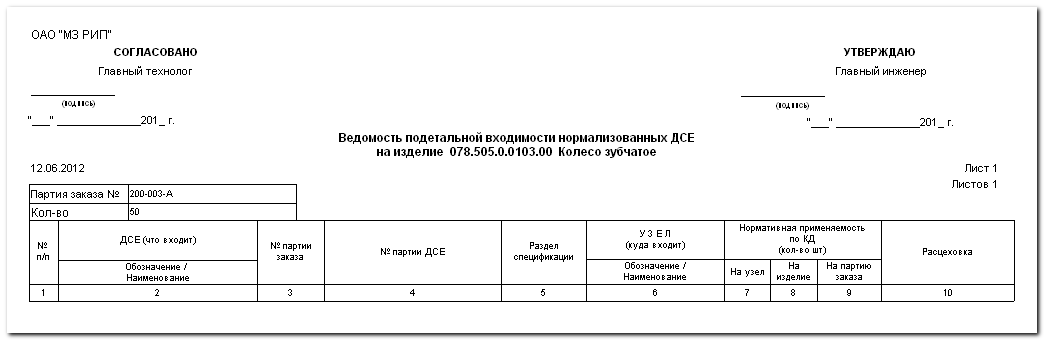 ОАО "МЗ РИП"
СОГЛАСОВАНО УТВЕРЖДАЮ
Главный технолог Главный инженер
(подпись) (подпись)
"___" ______________201_ г. "___" ______________201_ г.
Ведомость подетальной входимости нормализованных ДСЕ
на изделие 078.505.0.0103.00 Колесо зубчатое
12.06.2012 Лист 1
Листов 1
Партия заказа № 200-003-А
Кол-во 50
№ п/п
ДСЕ (что входит)
Обозначение /
Наименование
№ партии
заказа
№ партии ДСЕ
Раздел
спецификации
У З Е Л
(куда входит)
Обозначение /
Наименование
Нормативная применяемость
по КД
(кол-во шт)
На узел
На
изделие
На партию
заказа
Расцеховка
1 2 3 4 5 6 7 8 9 10